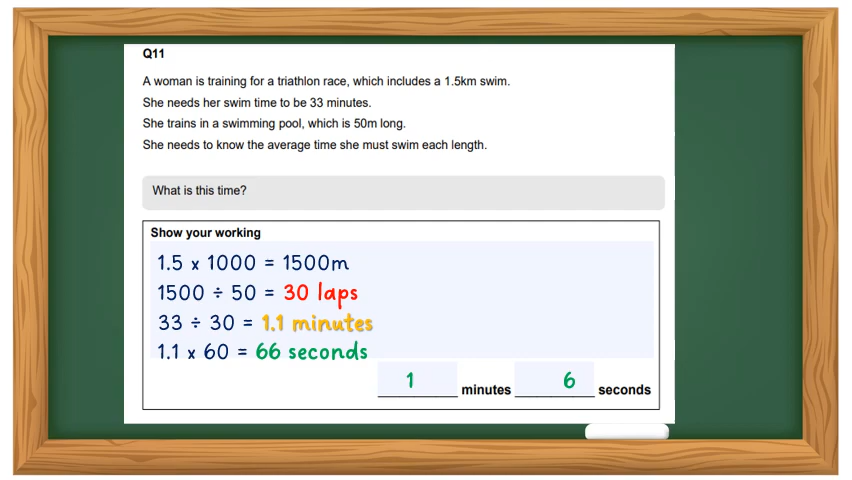 Q11
A woman is training for a triathlon race, which includes a 1.5km swim.
She needs her swim time to be 33 minutes.
She trains in a swimming pool, which is 50m long.
She needs to know the average time she must swim each length.
What is this time?
Show your working
1.5 x 1000 = 1500m
1500 ÷ 50 = 30 laps
33 ÷ 30 = 1.1 minutes
1.1 x 60 = 66 seconds
1 minutes 6 seconds